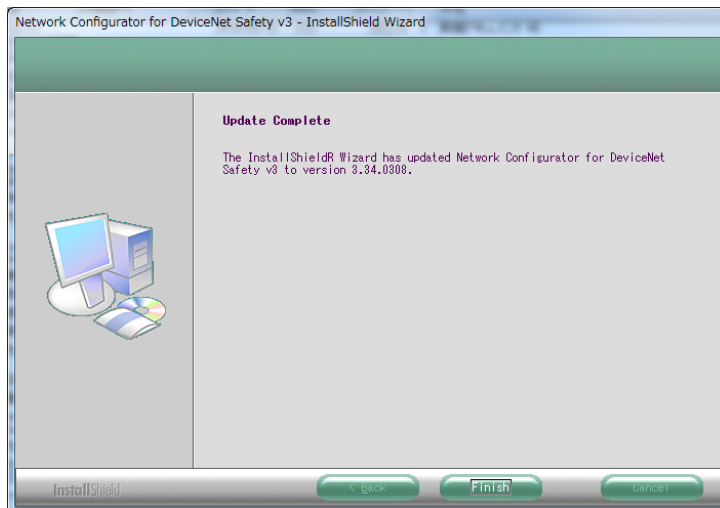 Network Configurator for DeviceNet Safety v3 - InstallShield Wizard
Update Complete
The InstallShieldR Wizard has updated Network Configurator for DeviceNet
Safety v3 to version 3.34.0308.
InstallShield
< Back
Finish
Cancel